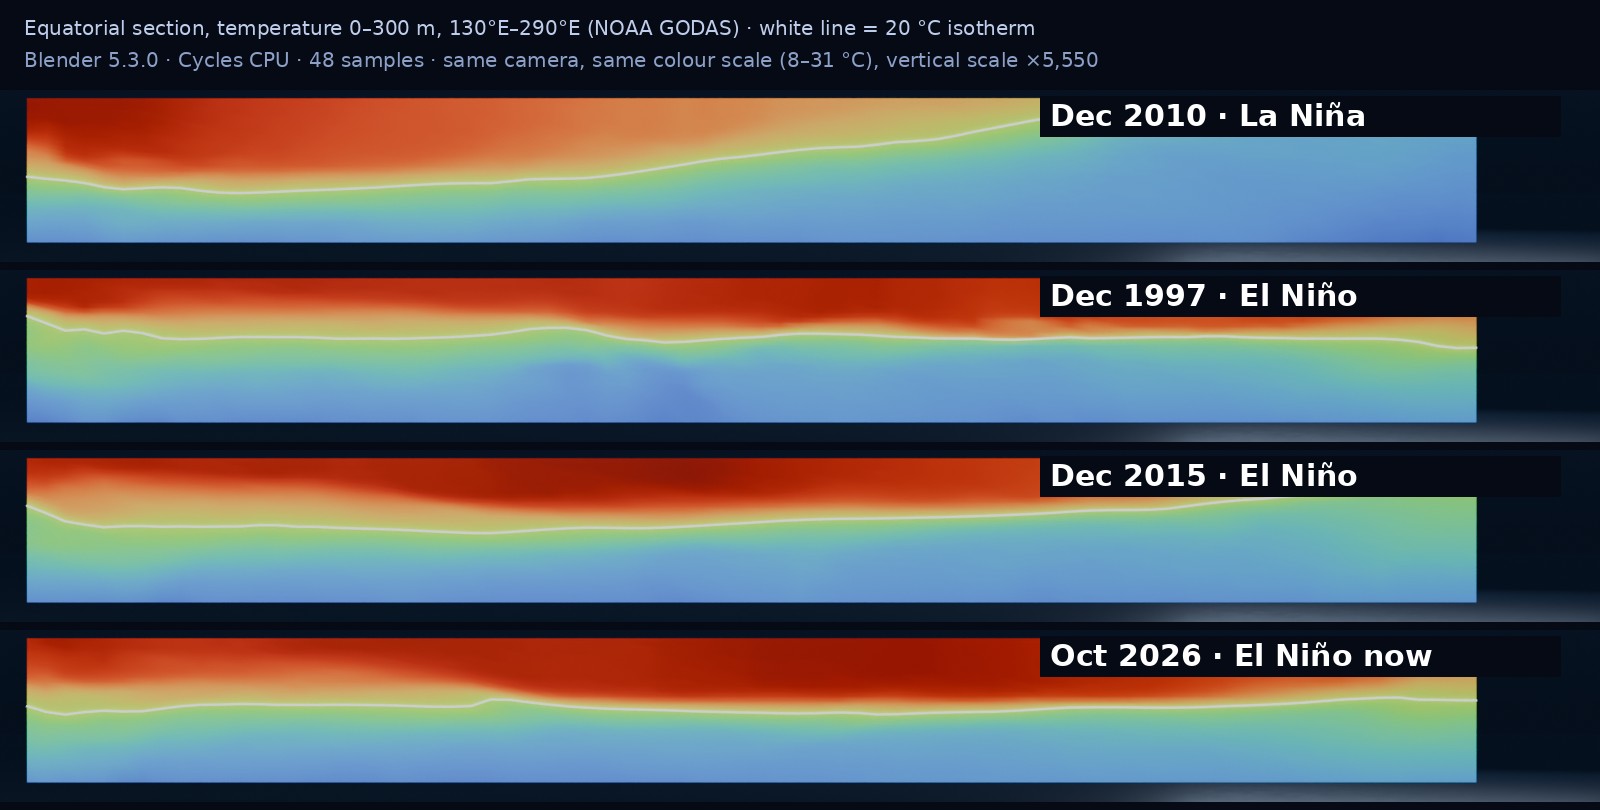 Equatorial section, temperature 0–300 m, 130°E–290°E (NOAA GODAS) · white line = 20 °C isotherm
Blender 5.3.0 · Cycles CPU · 48 samples · same camera, same colour scale (8–31 °C), vertical scale ×5,550
Dec 2010 · La Niña
Dec 1997 · El Niño
Dec 2015 · El Niño
Oct 2026 · El Niño now